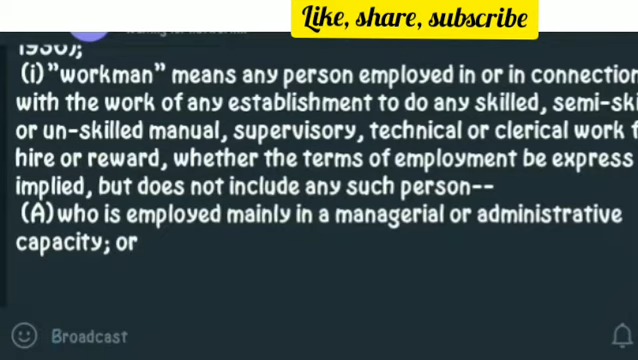 Like, share, subscribe
1930);
(i)"workman" means any person employed in or in connection
with the work of any establishment to do any skilled, semi-ski
or un-skilled manual, supervisory, technical or clerical work f
hire or reward, whether the terms of employment be express
implied, but does not include any such person--
(A)who is employed mainly in a managerial or administrative
capacity; or
Broadcast